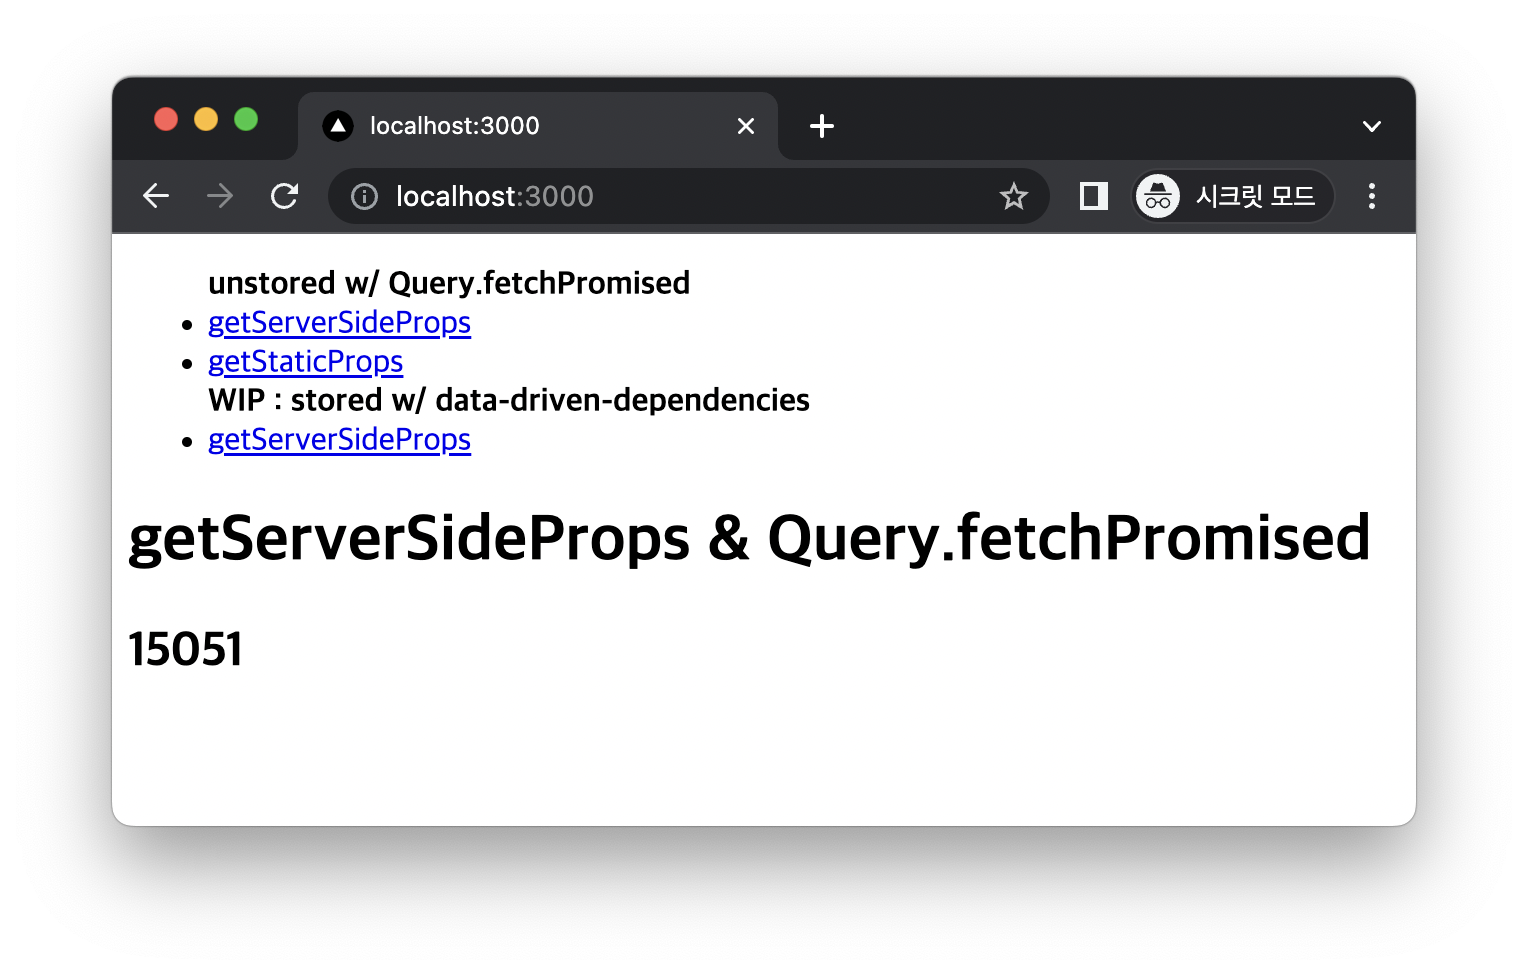 localhost:3000
localhost:3000
시크릿 모드
unstored w/ Query.fetchPromised
getServerSideProps
getStaticProps
WIP : stored w/ data-driven-dependencies
getServerSideProps
getServerSideProps & Query.fetchPromised
15051